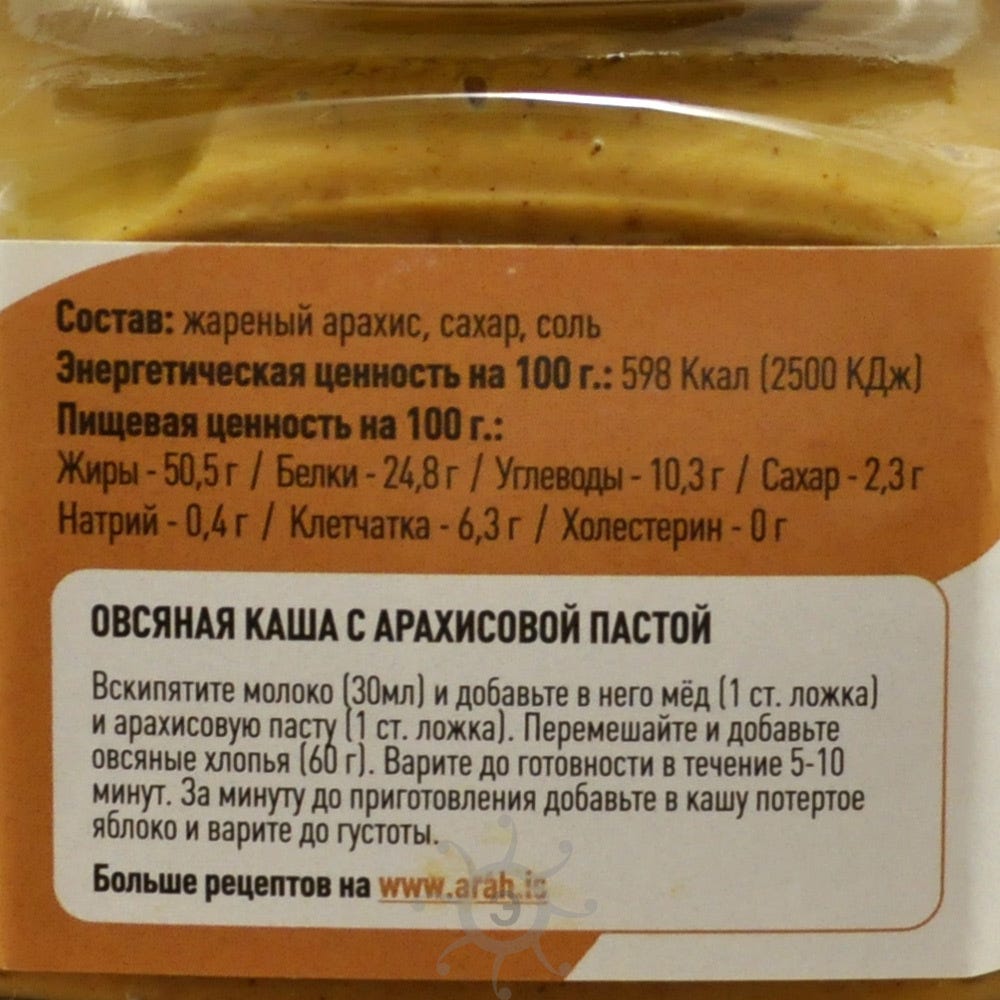 Состав: жареный арахис, сахар, соль
Энергетическая ценность на 100 г.: 598 Ккал (2500 КДж)
Пищевая ценность на 100 г.:
Жиры - 50,5 г / Белки - 24,8 г / Углеводы - 10,3 г / Сахар - 2,3 г
Натрий - 0,4 г / Клетчатка - 6,3 г / Холестерин - 0 г
ОВСЯНАЯ КАША С АРАХИСОВОЙ ПАСТОЙ
Вскипятите молоко (30мл) и добавьте в него мёд (1 ст. ложка)
и арахисовую пасту (1 ст. ложка). Перемешайте и добавьте
овсяные хлопья (60 г). Варите до готовности в течение 5-10
минут. За минуту до приготовления добавьте в кашу потертое
яблоко и варите до густоты.
Больше рецептов на www.arah.is
Э